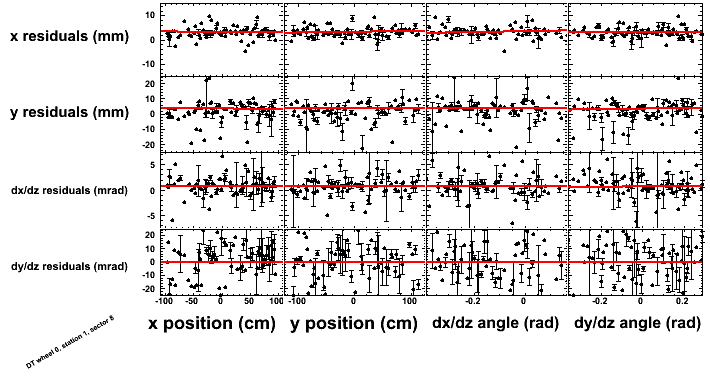 x residuals (mm)
10
0
-10
y residuals (mm)
20
10
0
-10
-20
dx/dz residuals (mrad)
5
0
-5
dy/dz residuals (mrad)
20
10
0
-10
-20
-100 -50 0 50 100 -100 0 100 -0.2 0 -0.2 0 0.2
x position (cm) y position (cm) dx/dz angle (rad) dy/dz angle (rad)
DT wheel 0, station 1, sector 8